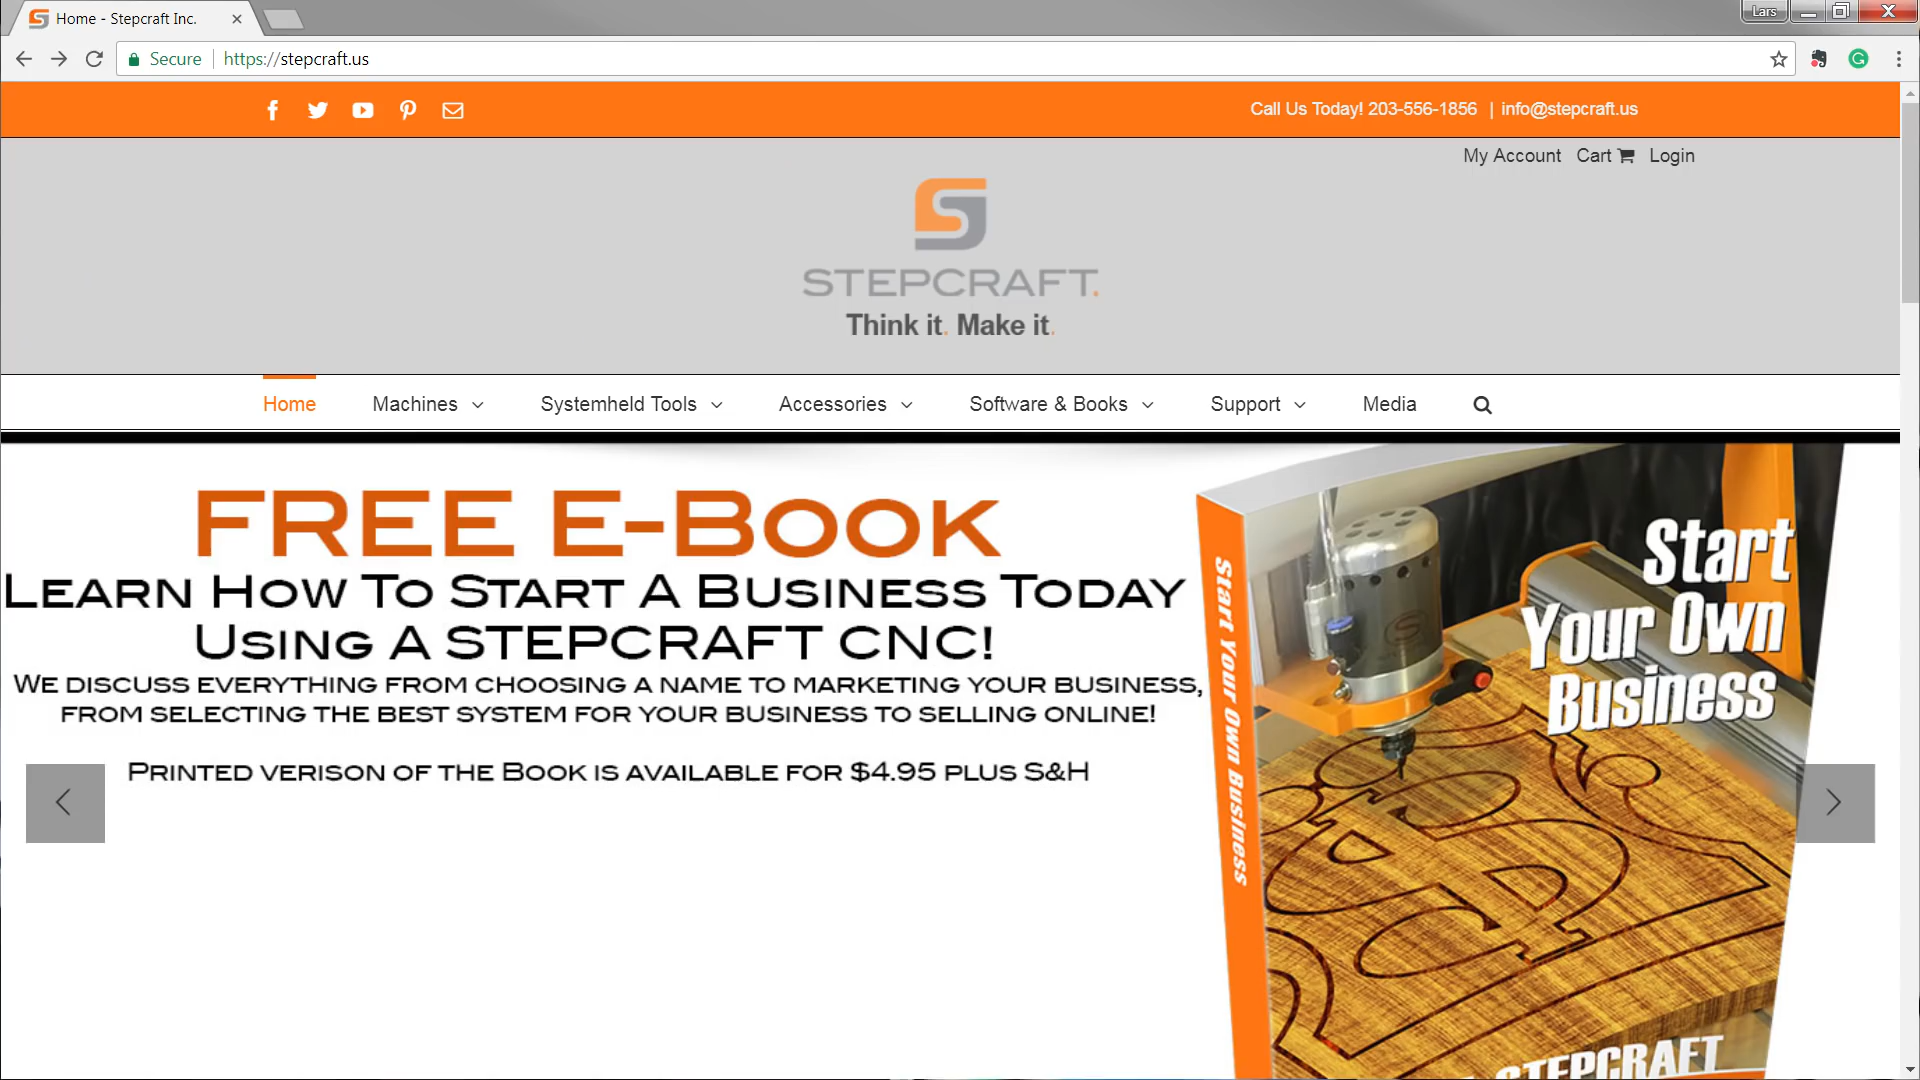 Home - Stepcraft Inc.
Lars
Secure
https://stepcraft.us
Call Us Today! 203-556-1856 | info@stepcraft.us
My Account Cart Login
STEPCRAFT.
Think it. Make it.
Home Machines Systemheld Tools Accessories Software & Books Support Media
FREE E-BOOK
LEARN HOW TO START A BUSINESS TODAY
USING A STEPCRAFT CNC!
WE DISCUSS EVERYTHING FROM CHOOSING A NAME TO MARKETING YOUR BUSINESS,
FROM SELECTING THE BEST SYSTEM FOR YOUR BUSINESS TO SELLING ONLINE!
PRINTED VERISON OF THE BOOK IS AVAILABLE FOR $4.95 PLUS S&H
Start Your Own Business
Start
Your Own
Business
STEPCRAFT